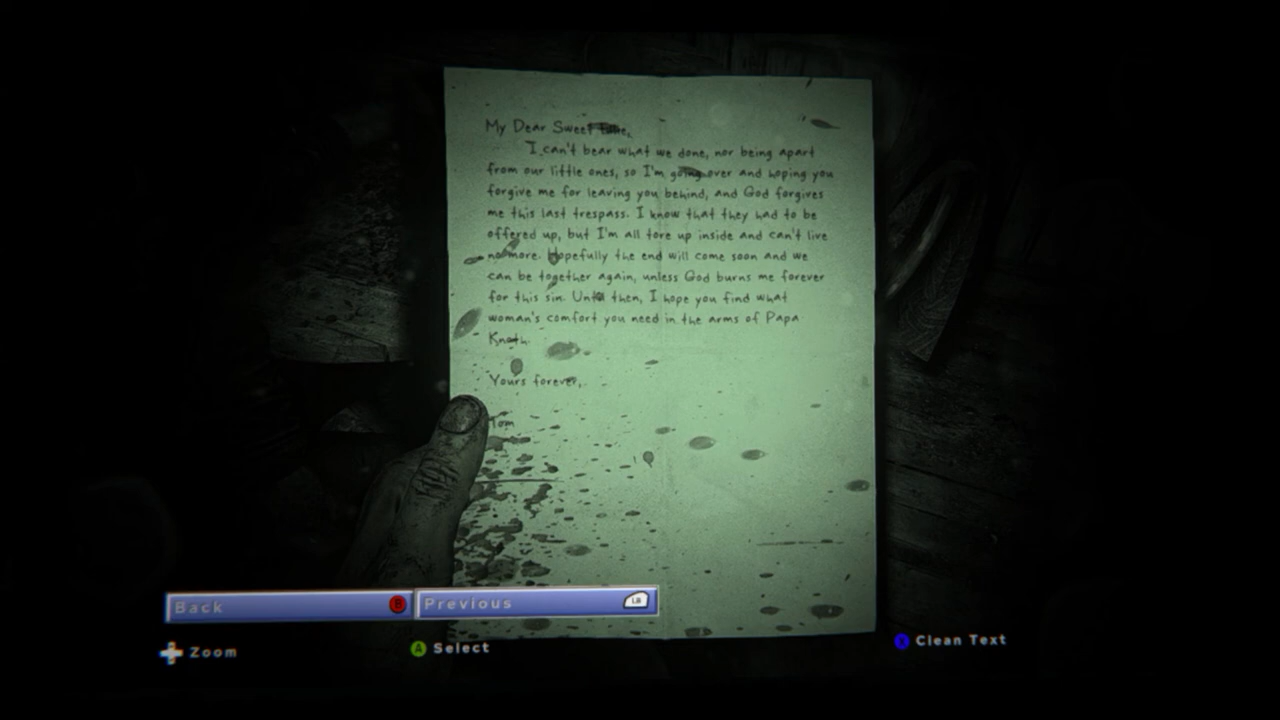 My Dear Sweet
I can't bear what we done, nor being apart
from our little ones, so I'm going over and hoping you
forgive me for leaving you behind, and God forgives
me this last trespass. I know that they had to be
offered up, but I'm all tore up inside and can't live
no more. Hopefully the end will come soon and we
can be together again, unless God burns me forever
for this sin. Until then, I hope you find what
woman's comfort you need in the arms of Papa
Knoth.
Yours forever,
Tom
Back B Previous LB
Zoom A Select X Clean Text